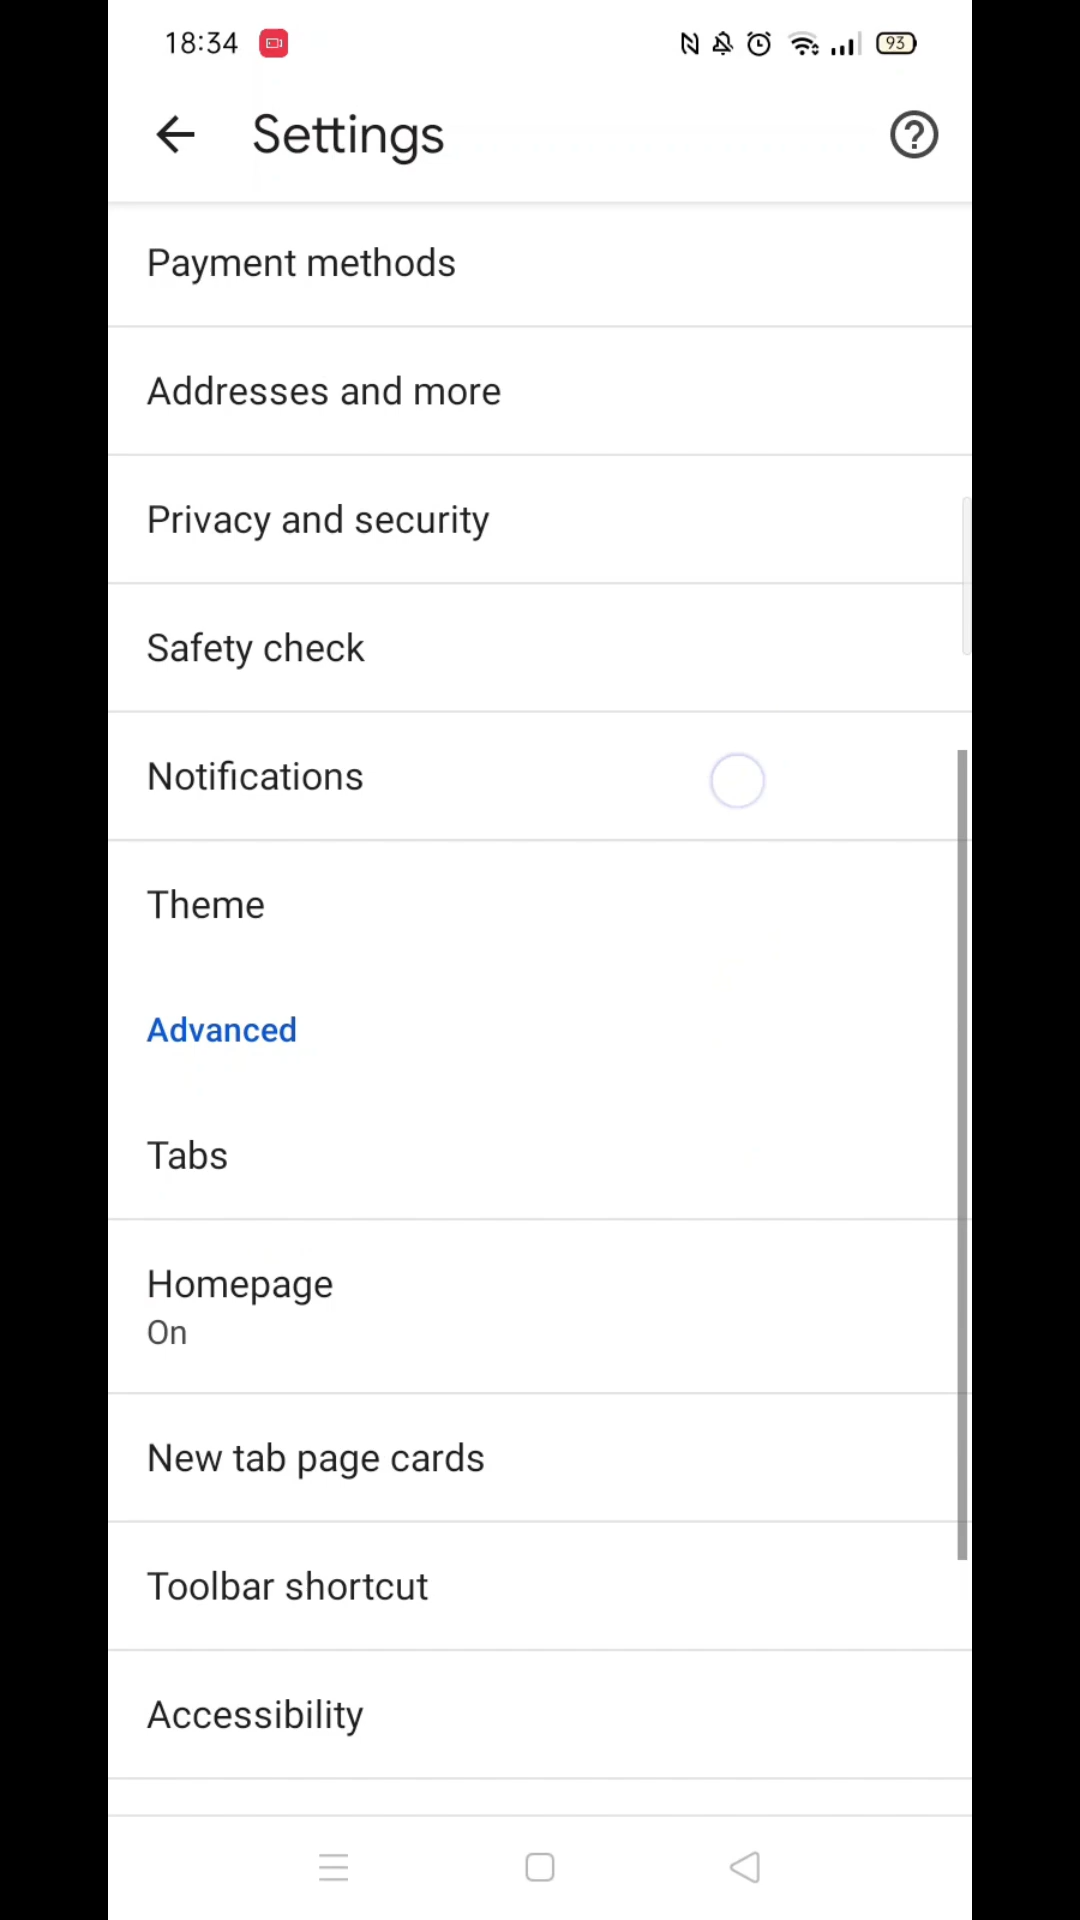 18:34
93
Settings
Payment methods
Addresses and more
Privacy and security
Safety check
Notifications
Theme
Advanced
Tabs
Homepage
On
New tab page cards
Toolbar shortcut
Accessibility